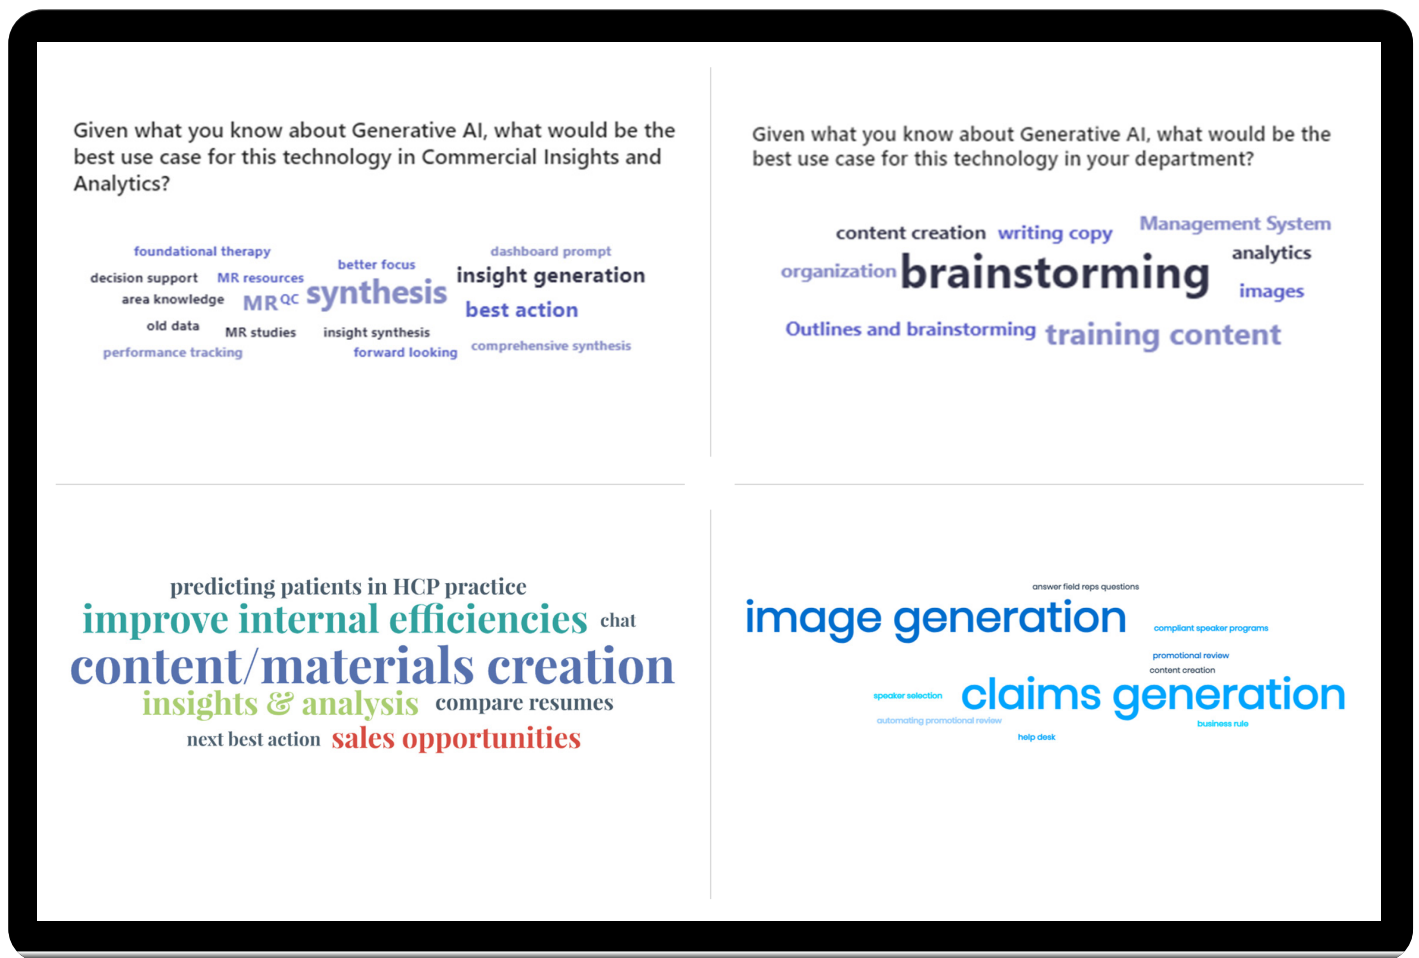 Given what you know about Generative AI, what would be the
best use case for this technology in Commercial Insights and
Analytics?
foundational therapy
dashboard prompt
better focus
insight generation
decision support
MR resources
synthesis
area knowledge
MR
QC
best action
old data
MR studies
insight synthesis
comprehensive synthesis
performance tracking
forward looking
Given what you know about Generative AI, what would be the
best use case for this technology in your department?
Management System
content creation
writing copy
analytics
organization
brainstorming
images
Outlines and brainstorming
training content
predicting patients in HCP practice
improve internal efficiencies
chat
content/materials creation
insights & analysis
compare resumes
next best action
sales opportunities
answer field reps questions
image generation
compliant speaker programs
promotional review
content creation
speaker selection
claims generation
automating promotional review
business rule
help desk